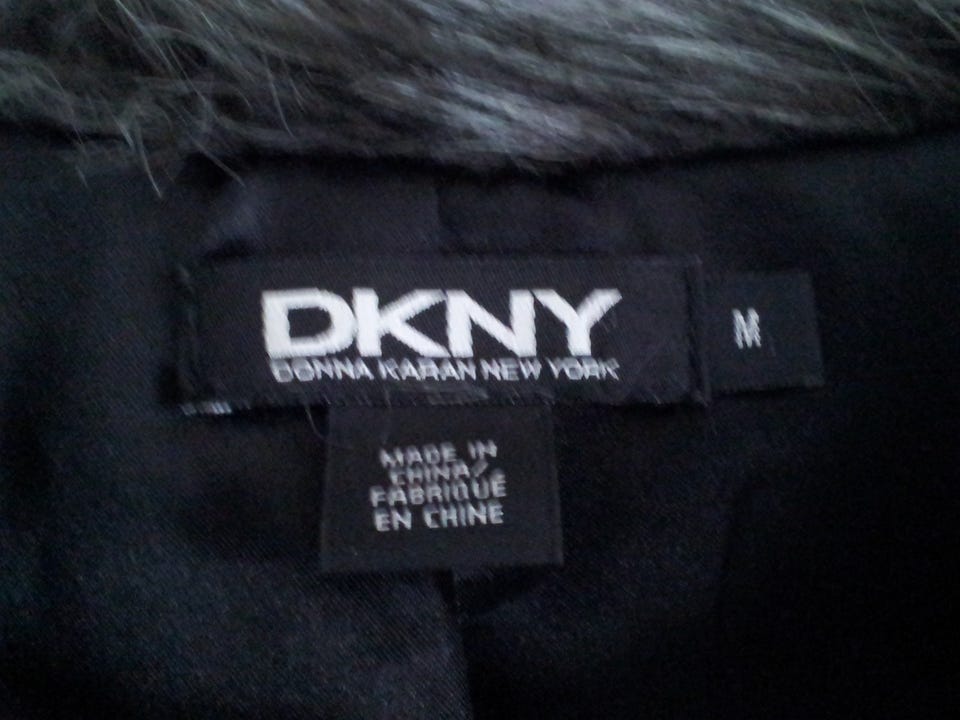 DKNY
DONNA KARAN NEW YORK
M
MADE IN
CHINA/
FABRIQUÉ
EN CHINE